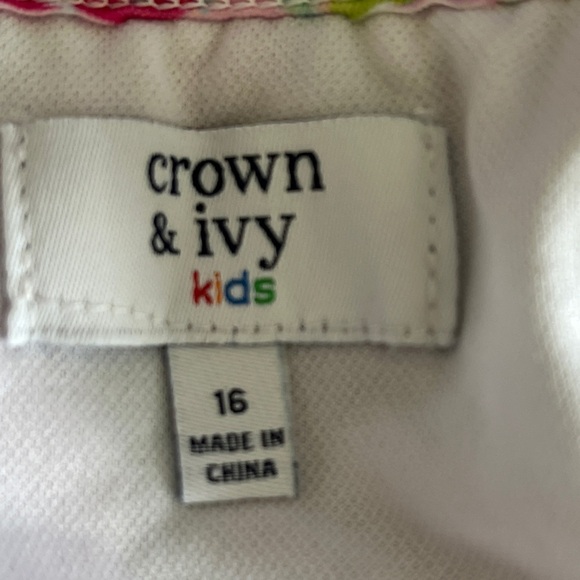 crown
& ivy
kids
16
MADE IN
CHINA